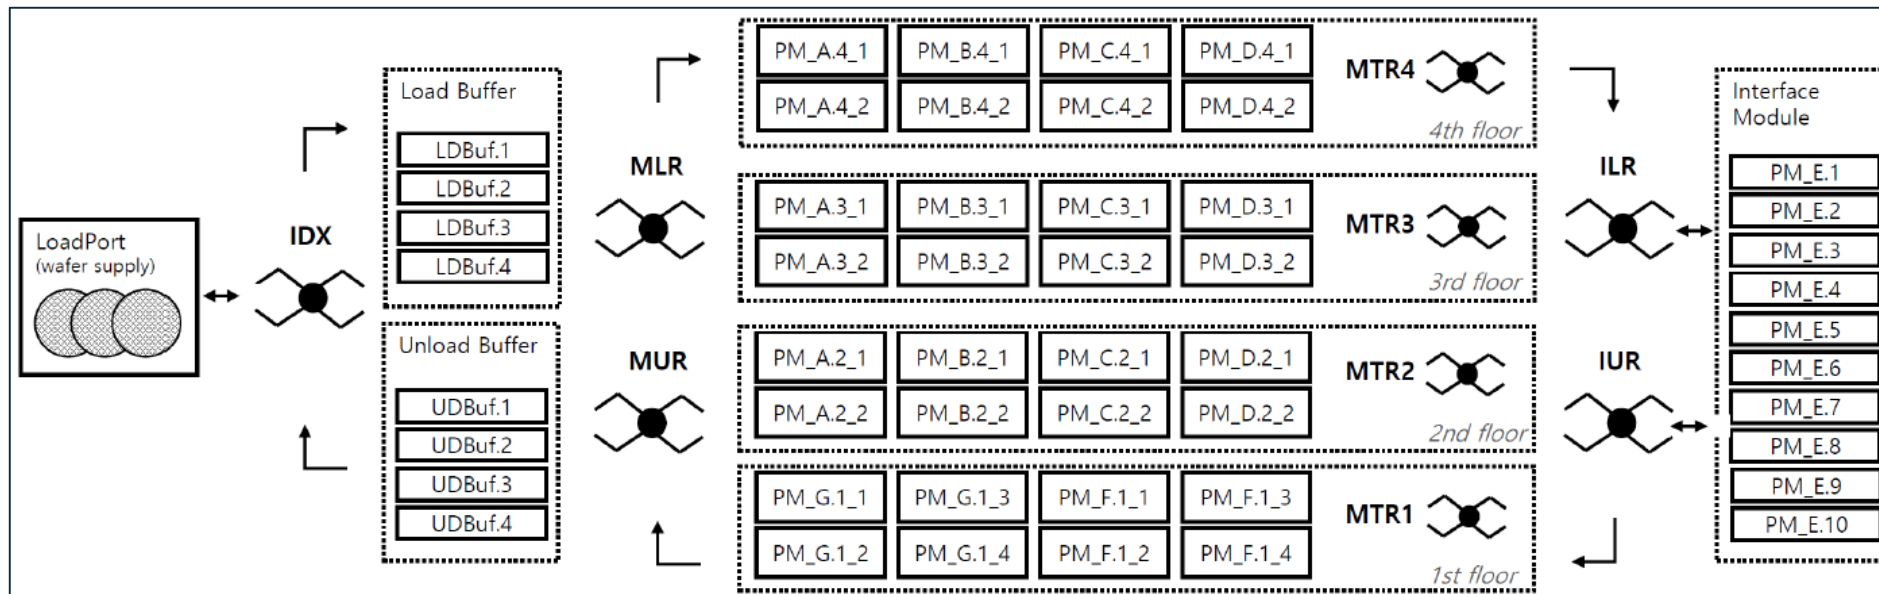 LoadPort
(wafer supply)
IDX
Load Buffer
LDBuf.1
LDBuf.2
LDBuf.3
LDBuf.4
Unload Buffer
UDBuf.1
UDBuf.2
UDBuf.3
UDBuf.4
MLR
MUR
PM_A.4_1 PM_B.4_1 PM_C.4_1 PM_D.4_1
PM_A.4_2 PM_B.4_2 PM_C.4_2 PM_D.4_2
MTR4
4th floor
PM_A.3_1 PM_B.3_1 PM_C.3_1 PM_D.3_1
PM_A.3_2 PM_B.3_2 PM_C.3_2 PM_D.3_2
MTR3
3rd floor
PM_A.2_1 PM_B.2_1 PM_C.2_1 PM_D.2_1
PM_A.2_2 PM_B.2_2 PM_C.2_2 PM_D.2_2
MTR2
2nd floor
PM_G.1_1 PM_G.1_3 PM_F.1_1 PM_F.1_3
PM_G.1_2 PM_G.1_4 PM_F.1_2 PM_F.1_4
MTR1
1st floor
ILR
IUR
Interface
Module
PM_E.1
PM_E.2
PM_E.3
PM_E.4
PM_E.5
PM_E.6
PM_E.7
PM_E.8
PM_E.9
PM_E.10